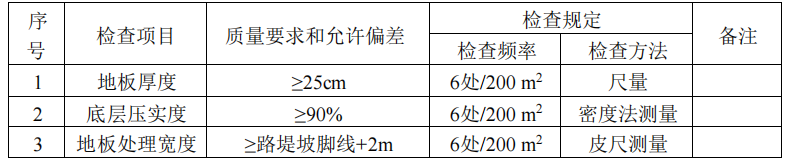 序号 检查项目 质量要求和允许偏差 检查规定 备注
检查频率 检查方法
1 地板厚度 ≥25cm 6处/200 m² 尺量
2 底层压实度 ≥90% 6处/200 m² 密度法测量
3 地板处理宽度 ≥路堤坡脚线+2m 6处/200 m² 皮尺测量